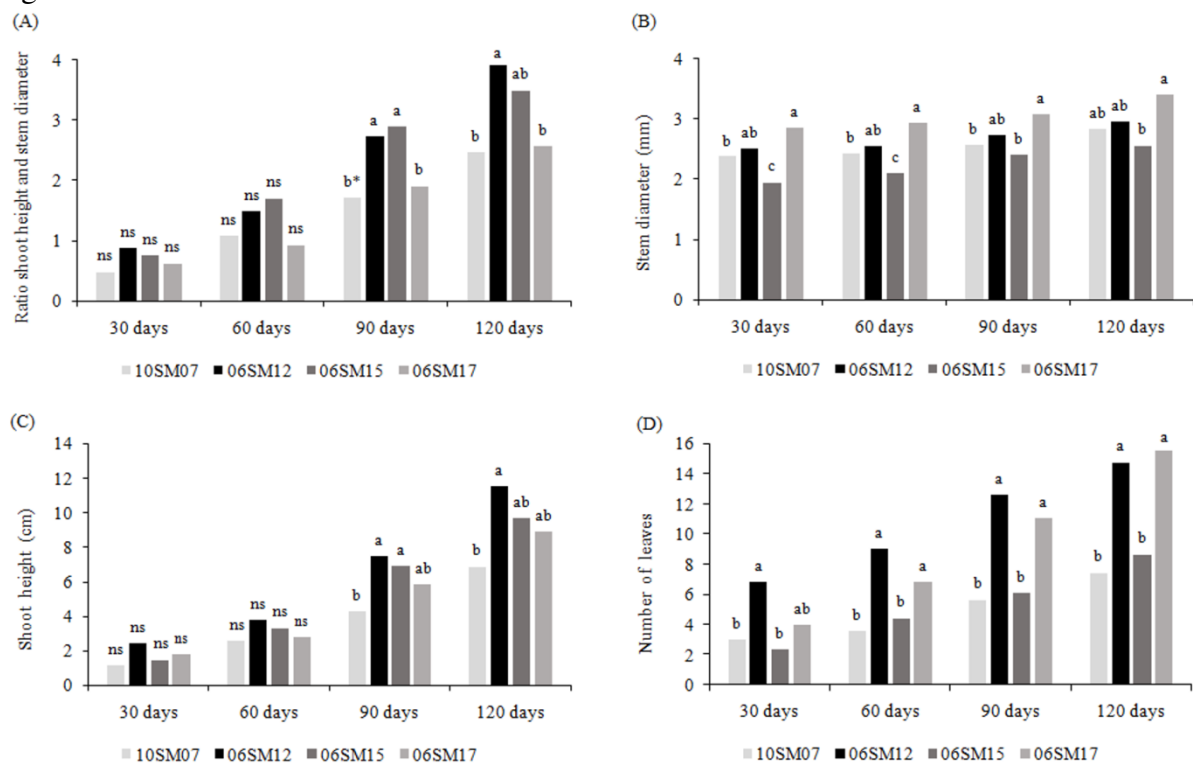 (A)
Ratio shoot height and stem diameter
4
3
2
1
0
ns ns ns ns
ns ns ns ns
b* a a b
b a ab b
30 days 60 days 90 days 120 days
10SM07 06SM12 06SM15 06SM17
(B)
Stem diameter (mm)
4
3
2
1
0
b ab c a
b ab c a
b ab b a
ab ab b a
30 days 60 days 90 days 120 days
10SM07 06SM12 06SM15 06SM17
(C)
Shoot height (cm)
14
12
10
8
6
4
2
0
ns ns ns ns
ns ns ns ns
b a a ab
b a ab ab
30 days 60 days 90 days 120 days
10SM07 06SM12 06SM15 06SM17
(D)
Number of leaves
16
14
12
10
8
6
4
2
0
b a b ab
b a b a
b a b a
b a b a
30 days 60 days 90 days 120 days
10SM07 06SM12 06SM15 06SM17